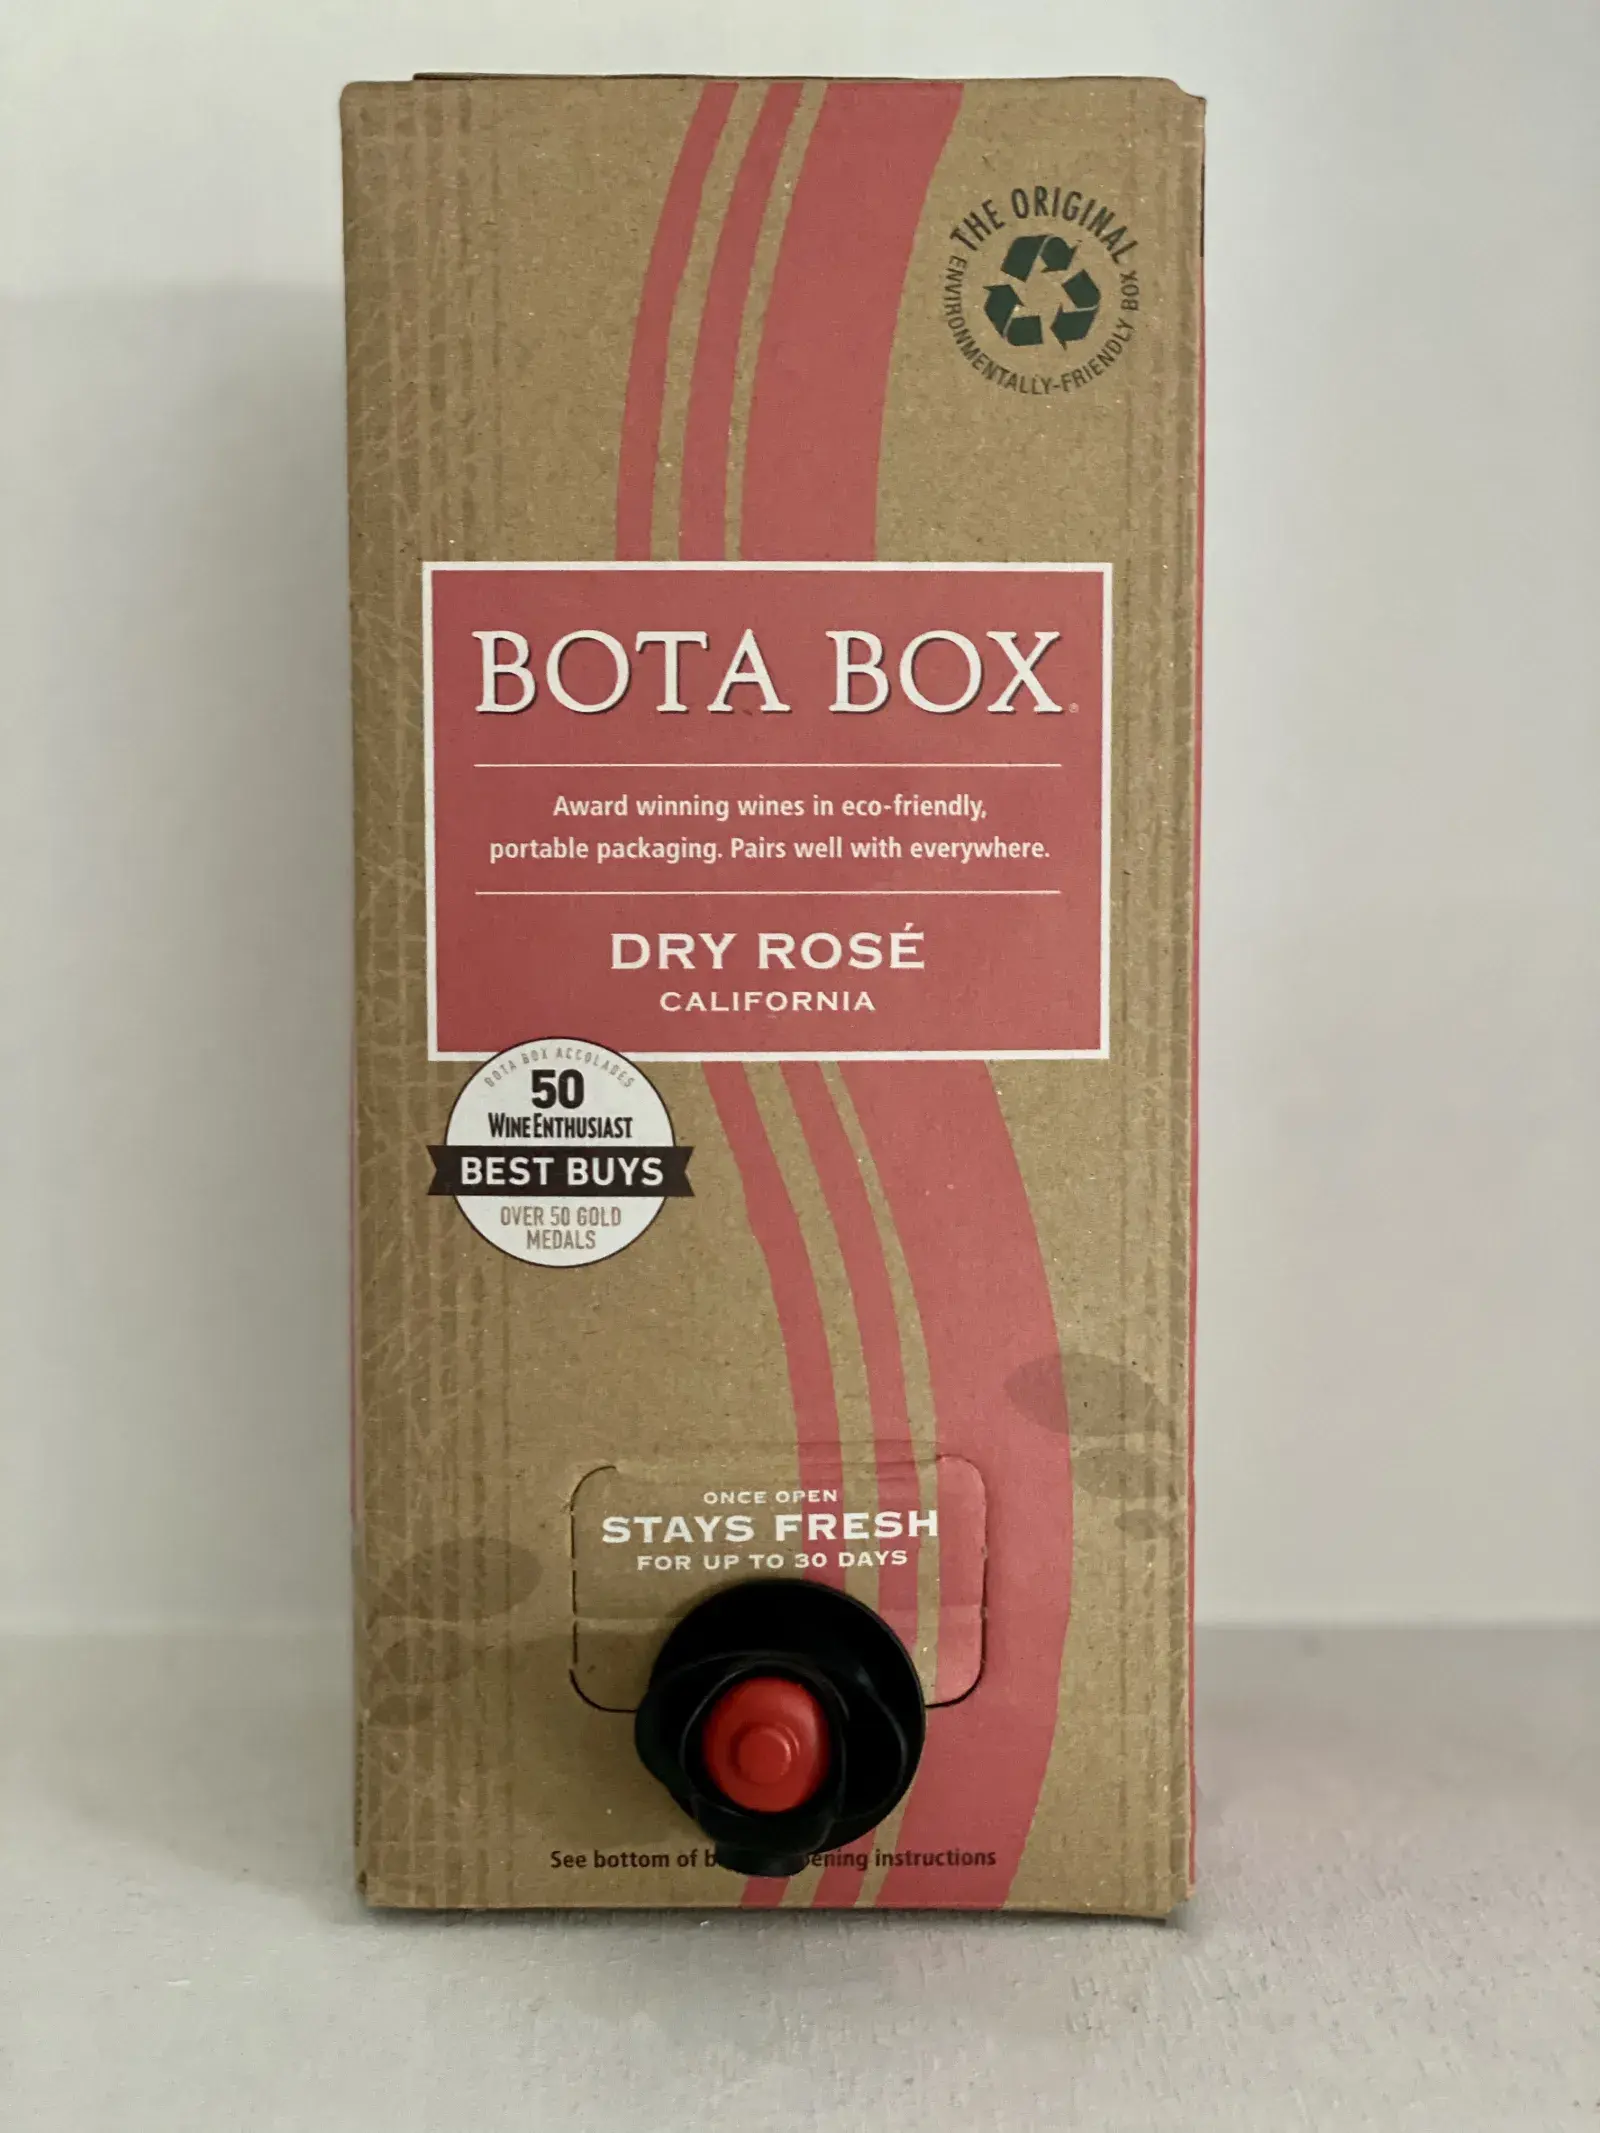 THE ORIGINAL
ENVIRONMENTALLY-FRIENDLY BOX
BOTA BOX®
Award winning wines in eco-friendly,
portable packaging. Pairs well with everywhere.
DRY ROSÉ
CALIFORNIA
BOTA BOX ACCOLADES
50
WINE ENTHUSIAST
BEST BUYS
OVER 50 GOLD
MEDALS
ONCE OPEN
STAYS FRESH
FOR UP TO 30 DAYS
See bottom of instructions